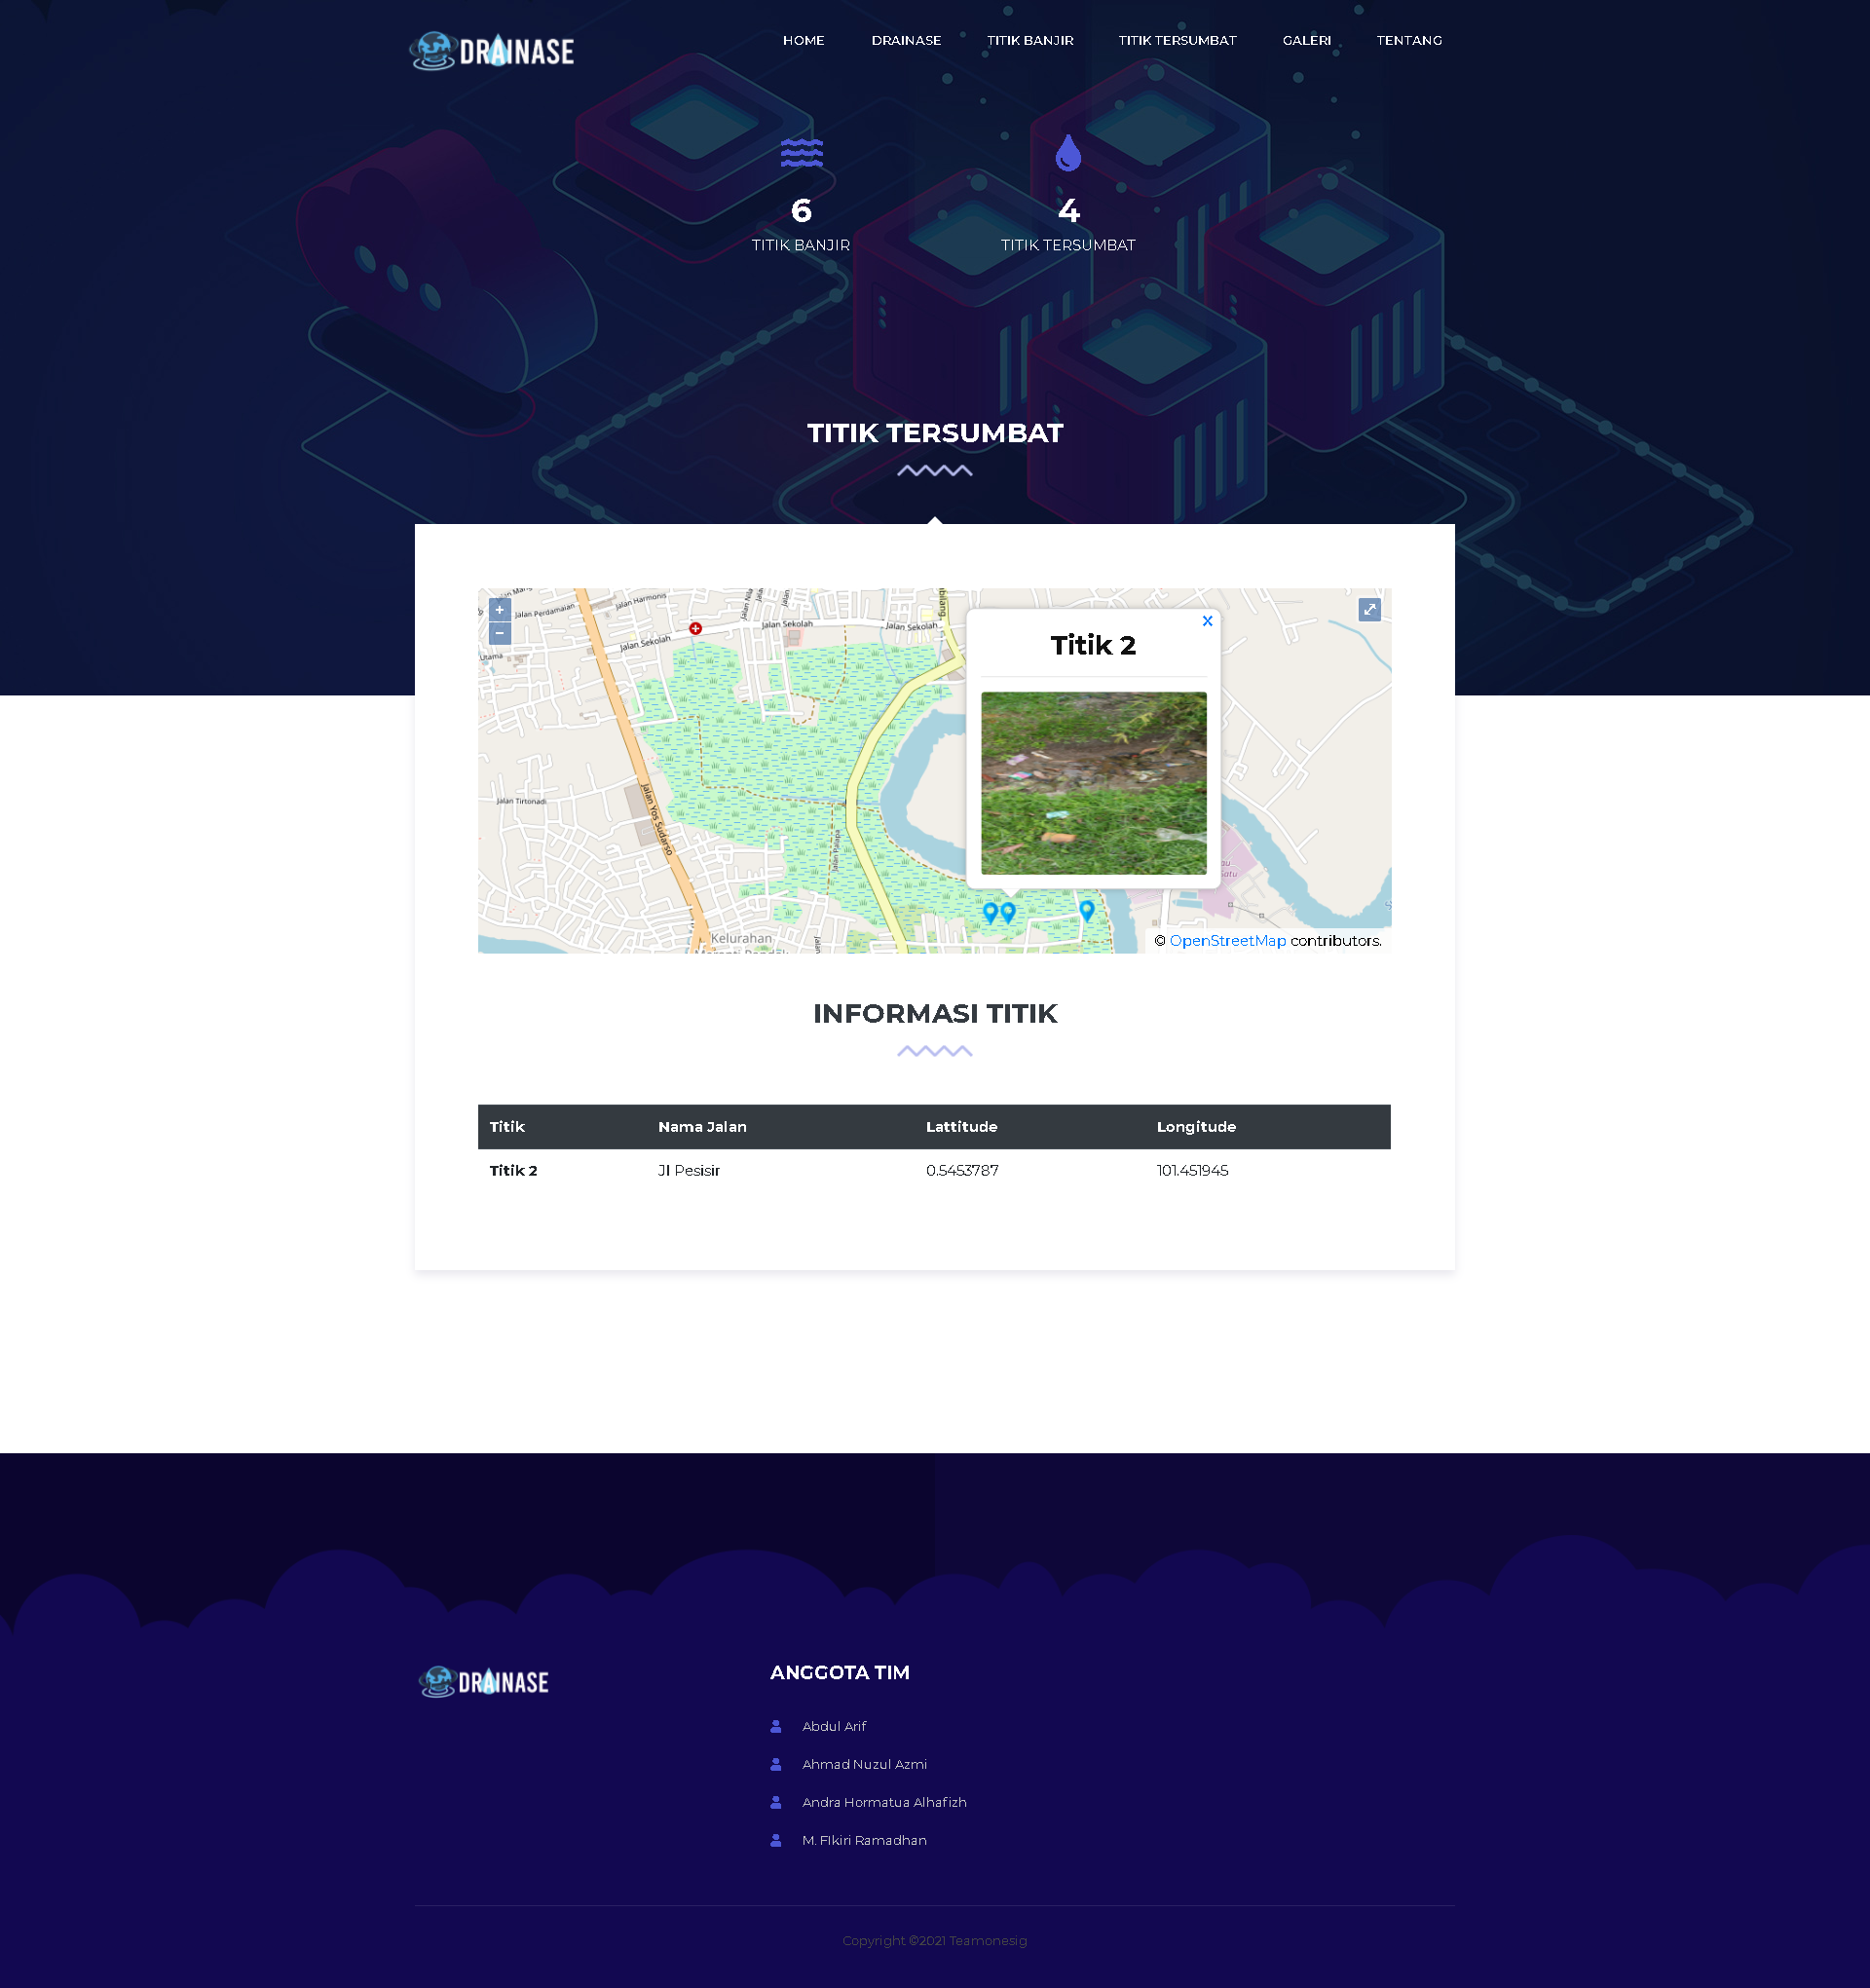 DRAINASE
HOME
DRAINASE
TITIK BANJIR
TITIK TERSUMBAT
GALERI
TENTANG
6
TITIK BANJIR
4
TITIK TERSUMBAT
TITIK TERSUMBAT
+
−
Jalan Perdamaian
Jalan Harmonis
Jalan Sekolah
Jalan Sekolah
Jalan Sekolah
Utama
Jalan Tirtonadi
Jalan Yos Sudarso
Jalan Palapa
Kelurahan
Titik 2
© OpenStreetMap contributors.
INFORMASI TITIK
Titik Nama Jalan Lattitude Longitude
Titik 2 Jl Pesisir 0.5453787 101.451945
DRAINASE
ANGGOTA TIM
Abdul Arif
Ahmad Nuzul Azmi
Andra Hormatua Alhafizh
M. FIkiri Ramadhan
Copyright ©2021 Teamonesig